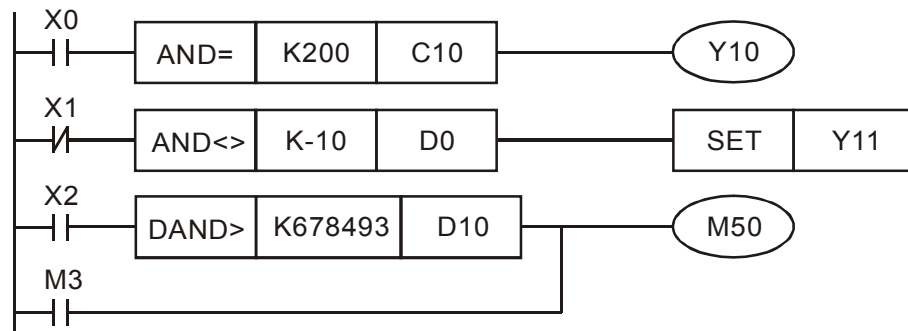 X0
AND= K200 C10 Y10
X1
AND<> K-10 D0 SET Y11
X2
DAND> K678493 D10 M50
M3